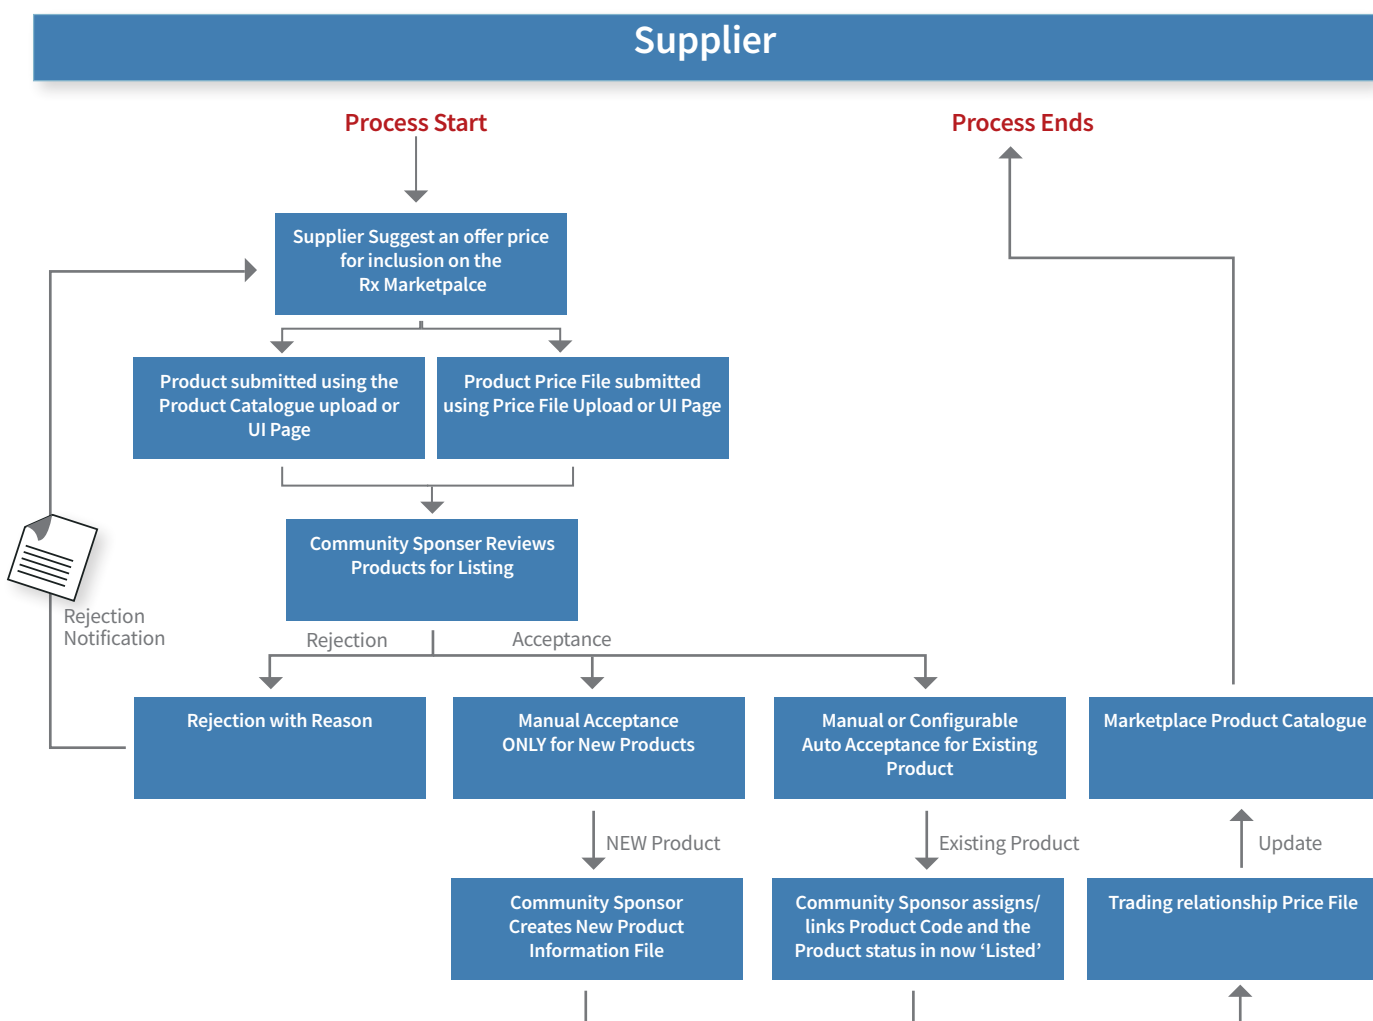 Supplier
Process Start
Process Ends
Supplier Suggest an offer price
for inclusion on the
Rx Marketpalce
Product submitted using the
Product Catalogue upload or
UI Page
Product Price File submitted
using Price File Upload or UI Page
Community Sponser Reviews
Products for Listing
Rejection
Notification
Rejection
Acceptance
Rejection with Reason
Manual Acceptance
ONLY for New Products
Manual or Configurable
Auto Acceptance for Existing
Product
Marketplace Product Catalogue
NEW Product
Existing Product
Update
Community Sponsor
Creates New Product
Information File
Community Sponsor assigns/
links Product Code and the
Product status in now ‘Listed’
Trading relationship Price File